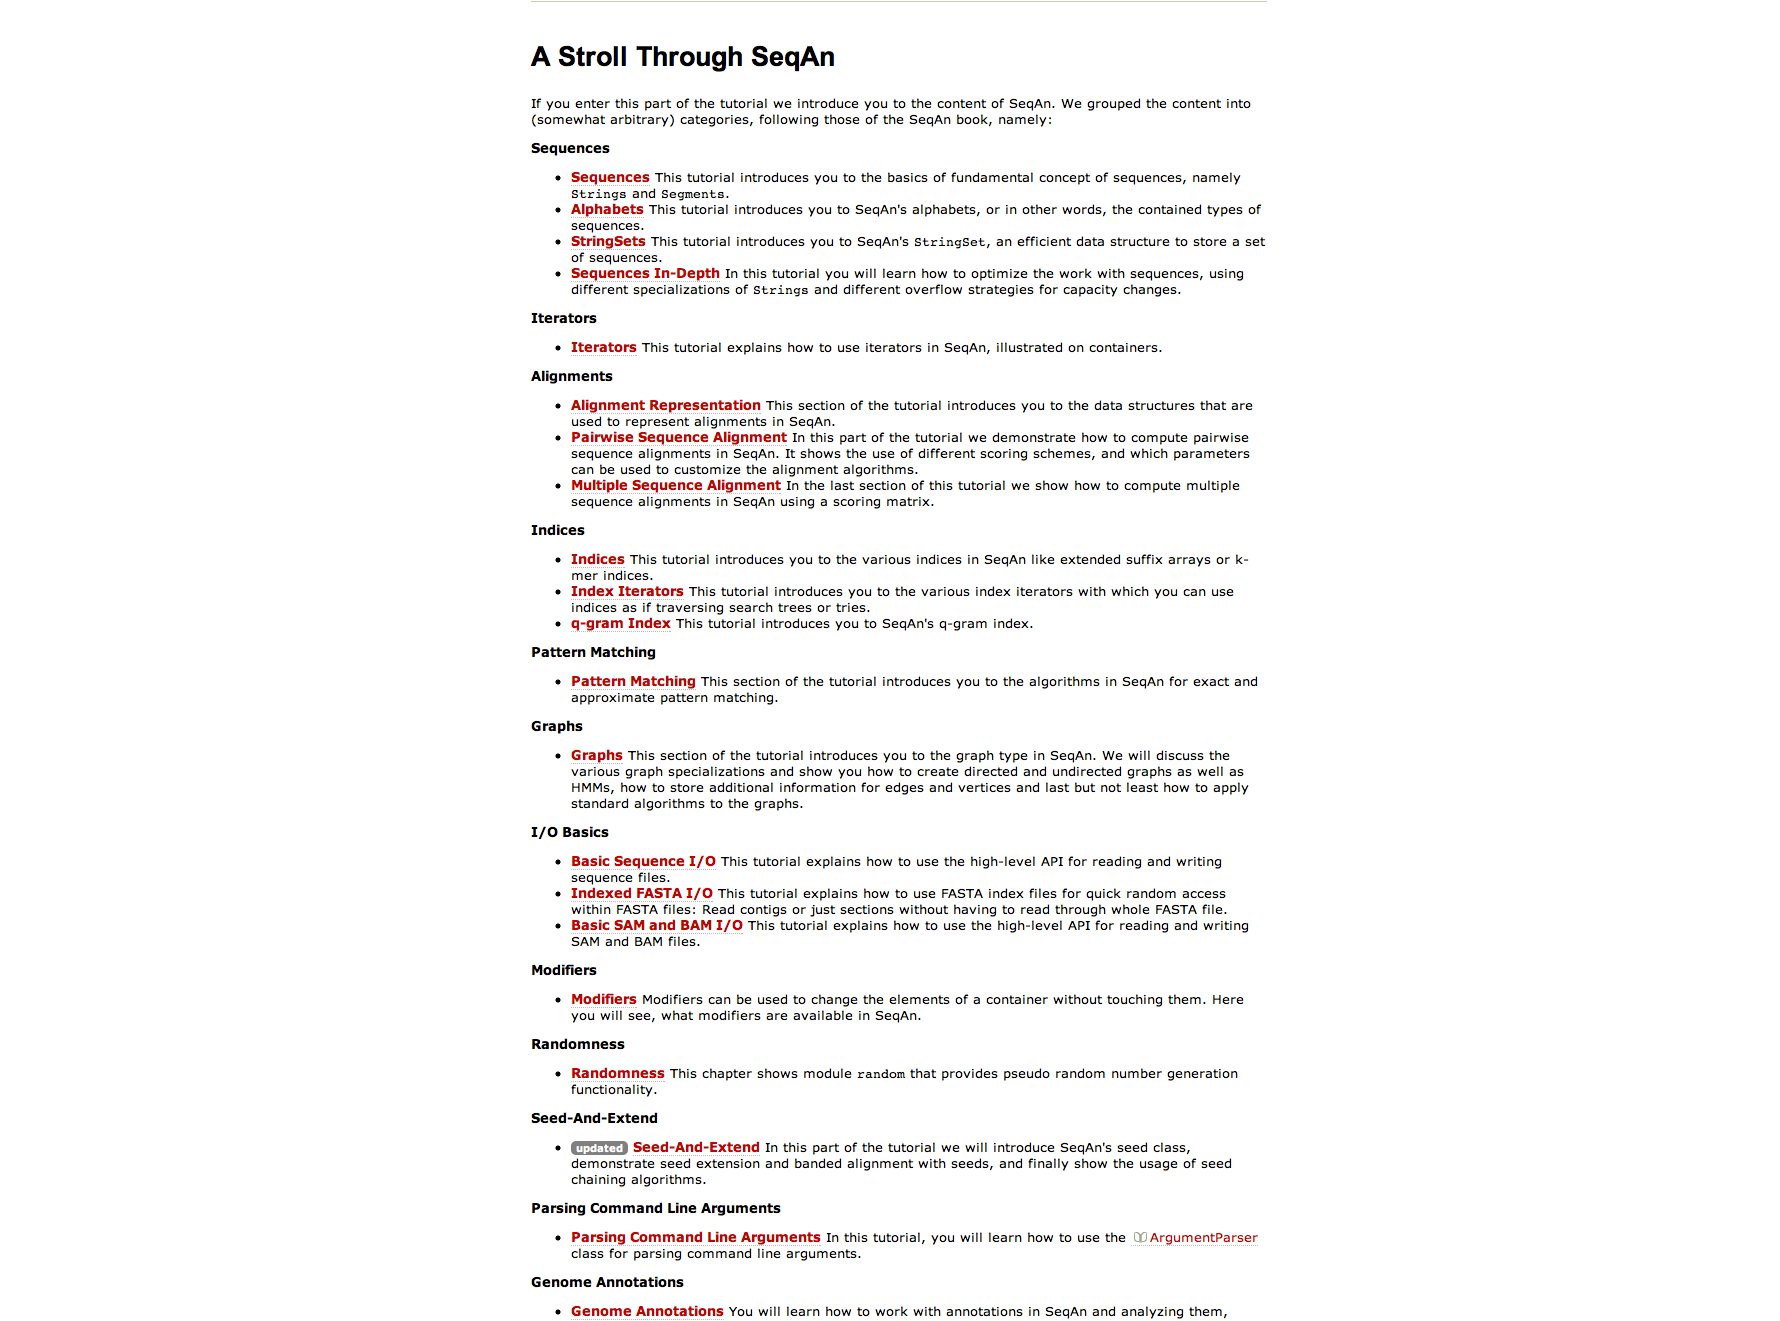 A Stroll Through SeqAn
If you enter this part of the tutorial we introduce you to the content of SeqAn. We grouped the content into
(somewhat arbitrary) categories, following those of the SeqAn book, namely:
Sequences
• Sequences This tutorial introduces you to the basics of fundamental concept of sequences, namely
Strings and Segments.
• Alphabets This tutorial introduces you to SeqAn's alphabets, or in other words, the contained types of
sequences.
• StringSets This tutorial introduces you to SeqAn's StringSet, an efficient data structure to store a set
of sequences.
• Sequences In-Depth In this tutorial you will learn how to optimize the work with sequences, using
different specializations of Strings and different overflow strategies for capacity changes.
Iterators
• Iterators This tutorial explains how to use iterators in SeqAn, illustrated on containers.
Alignments
• Alignment Representation This section of the tutorial introduces you to the data structures that are
used to represent alignments in SeqAn.
• Pairwise Sequence Alignment In this part of the tutorial we demonstrate how to compute pairwise
sequence alignments in SeqAn. It shows the use of different scoring schemes, and which parameters
can be used to customize the alignment algorithms.
• Multiple Sequence Alignment In the last section of this tutorial we show how to compute multiple
sequence alignments in SeqAn using a scoring matrix.
Indices
• Indices This tutorial introduces you to the various indices in SeqAn like extended suffix arrays or k-
mer indices.
• Index Iterators This tutorial introduces you to the various index iterators with which you can use
indices as if traversing search trees or tries.
• q-gram Index This tutorial introduces you to SeqAn's q-gram index.
Pattern Matching
• Pattern Matching This section of the tutorial introduces you to the algorithms in SeqAn for exact and
approximate pattern matching.
Graphs
• Graphs This section of the tutorial introduces you to the graph type in SeqAn. We will discuss the
various graph specializations and show you how to create directed and undirected graphs as well as
HMMs, how to store additional information for edges and vertices and last but not least how to apply
standard algorithms to the graphs.
I/O Basics
• Basic Sequence I/O This tutorial explains how to use the high-level API for reading and writing
sequence files.
• Indexed FASTA I/O This tutorial explains how to use FASTA index files for quick random access
within FASTA files: Read contigs or just sections without having to read through whole FASTA file.
• Basic SAM and BAM I/O This tutorial explains how to use the high-level API for reading and writing
SAM and BAM files.
Modifiers
• Modifiers Modifiers can be used to change the elements of a container without touching them. Here
you will see, what modifiers are available in SeqAn.
Randomness
• Randomness This chapter shows module random that provides pseudo random number generation
functionality.
Seed-And-Extend
• updated Seed-And-Extend In this part of the tutorial we will introduce SeqAn's seed class,
demonstrate seed extension and banded alignment with seeds, and finally show the usage of seed
chaining algorithms.
Parsing Command Line Arguments
• Parsing Command Line Arguments In this tutorial, you will learn how to use the ArgumentParser
class for parsing command line arguments.
Genome Annotations
• Genome Annotations You will learn how to work with annotations in SeqAn and analyzing them,